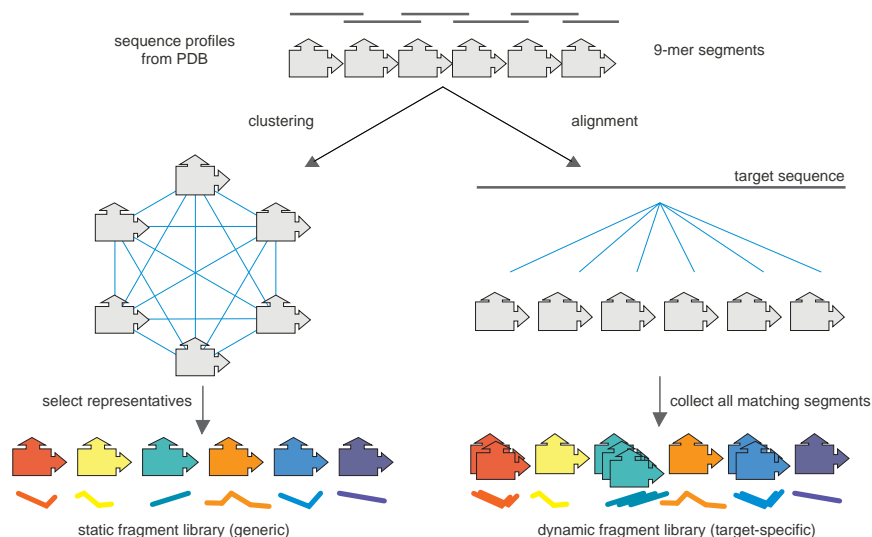 sequence profiles
from PDB
9-mer segments
clustering
alignment
target sequence
select representatives
collect all matching segments
static fragment library (generic)
dynamic fragment library (target-specific)